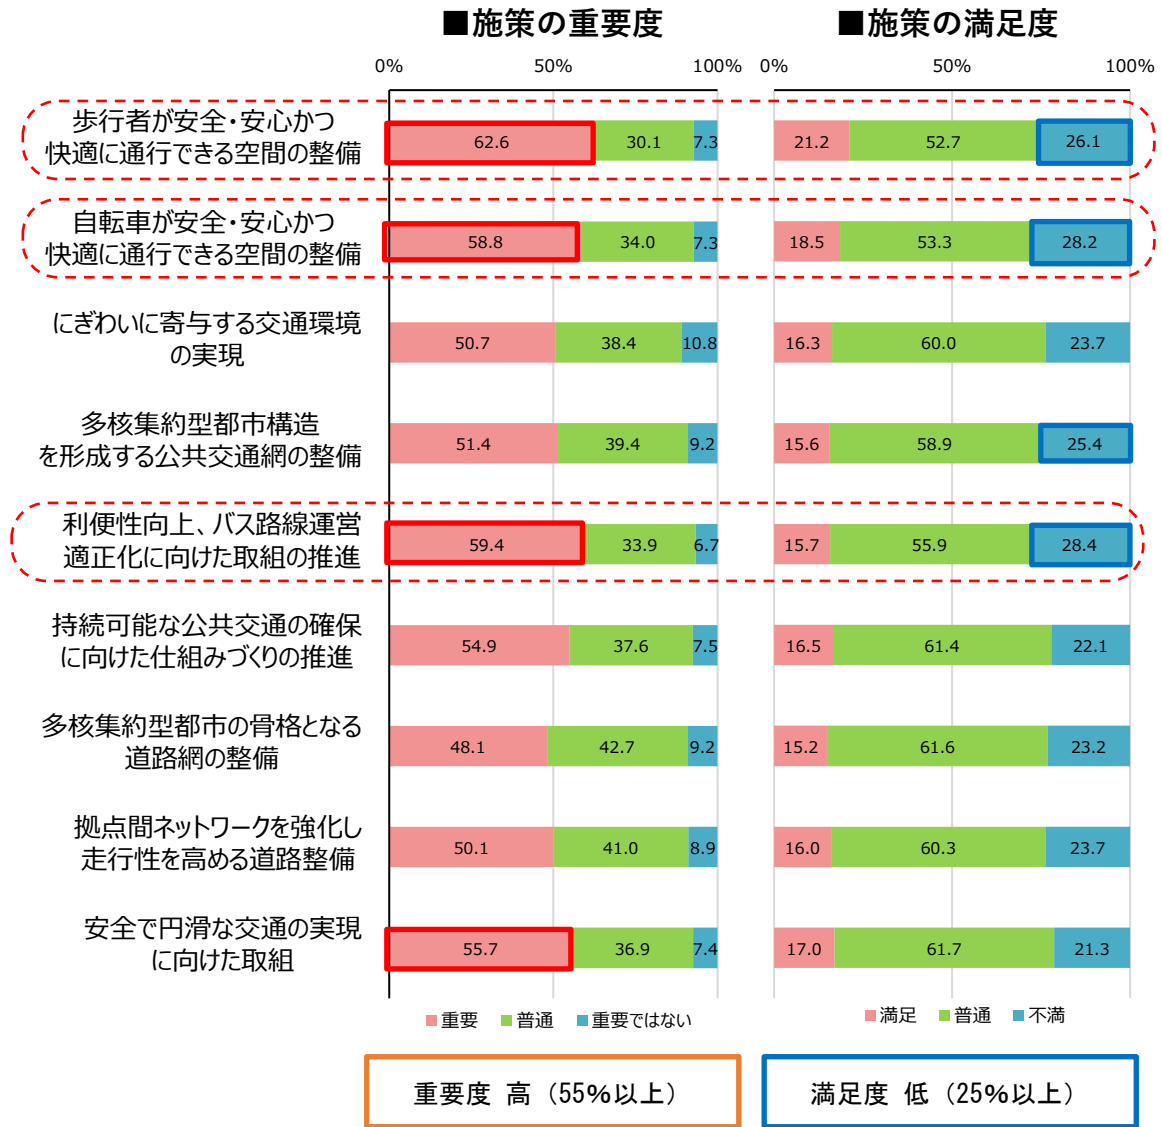 ■施策の重要度
■施策の満足度
0% 50% 100%
0% 50% 100%
歩行者が安全・安心かつ
快適に通行できる空間の整備
62.6 30.1 7.3
21.2 52.7 26.1
自転車が安全・安心かつ
快適に通行できる空間の整備
58.8 34.0 7.3
18.5 53.3 28.2
にぎわいに寄与する交通環境
の実現
50.7 38.4 10.8
16.3 60.0 23.7
多核集約型都市構造
を形成する公共交通網の整備
51.4 39.4 9.2
15.6 58.9 25.4
利便性向上、バス路線運営
適正化に向けた取組の推進
59.4 33.9 6.7
15.7 55.9 28.4
持続可能な公共交通の確保
に向けた仕組みづくりの推進
54.9 37.6 7.5
16.5 61.4 22.1
多核集約型都市の骨格となる
道路網の整備
48.1 42.7 9.2
15.2 61.6 23.2
拠点間ネットワークを強化し
走行性を高める道路整備
50.1 41.0 8.9
16.0 60.3 23.7
安全で円滑な交通の実現
に向けた取組
55.7 36.9 7.4
17.0 61.7 21.3
■重要 ■普通 ■重要ではない
■満足 ■普通 ■不満
重要度 高（55%以上）
満足度 低（25%以上）